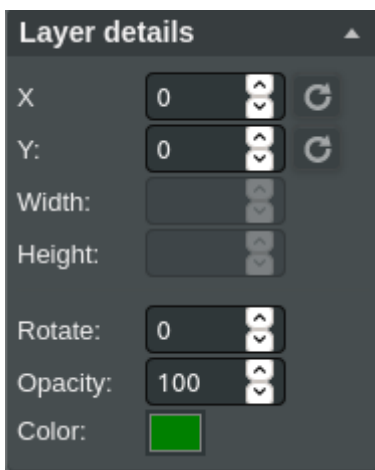 Layer details
X 0
Y: 0
Width:
Height:
Rotate: 0
Opacity: 100
Color: